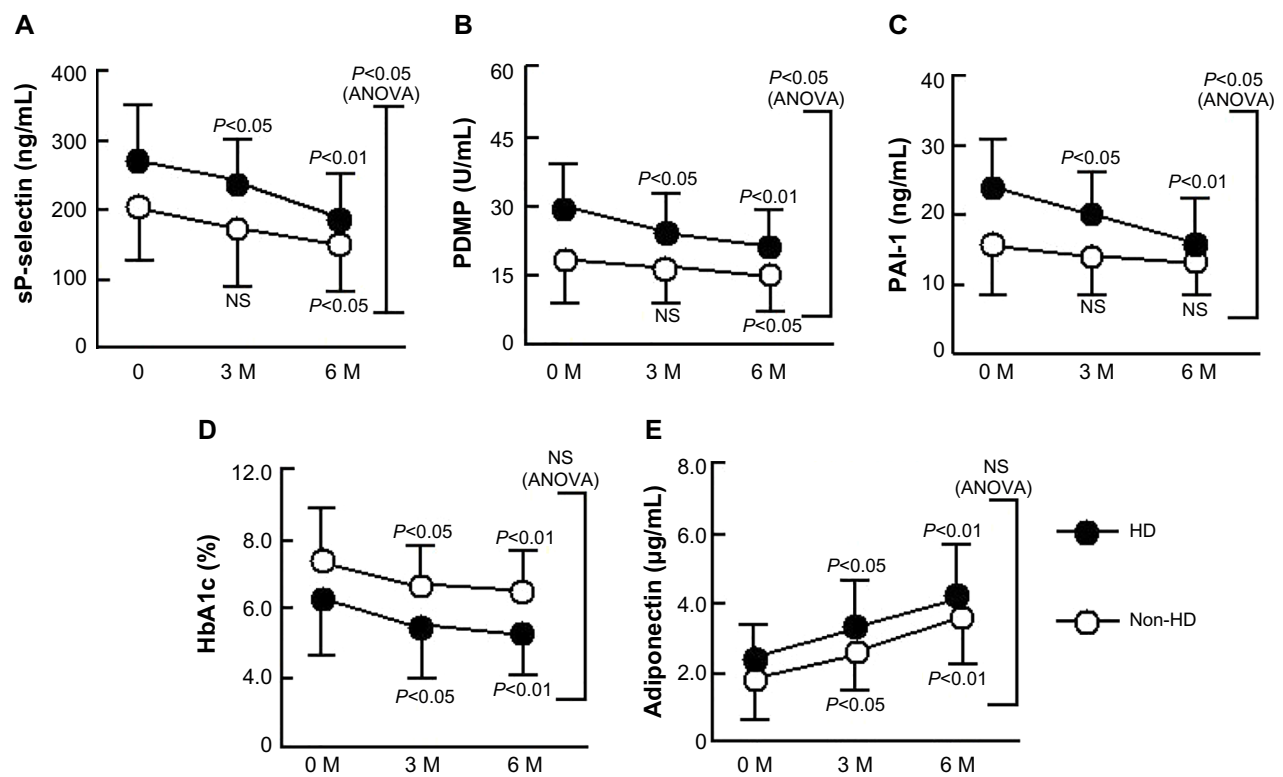 A
sP-selectin (ng/mL)
400
300
200
100
0
0
3 M
6 M
P<0.05
P<0.01
NS
P<0.05
P<0.05
(ANOVA)
B
PDMP (U/mL)
60
45
30
15
0
0 M
3 M
6 M
P<0.05
P<0.01
NS
P<0.05
P<0.05
(ANOVA)
C
PAI-1 (ng/mL)
40
30
20
10
0
0 M
3 M
6 M
P<0.05
P<0.01
NS
NS
P<0.05
(ANOVA)
D
HbA1c (%)
12.0
8.0
6.0
4.0
0
0 M
3 M
6 M
P<0.05
P<0.01
P<0.05
P<0.01
NS
(ANOVA)
E
Adiponectin (µg/mL)
8.0
6.0
4.0
2.0
0
0 M
3 M
6 M
P<0.05
P<0.01
P<0.05
P<0.01
NS
(ANOVA)
HD
Non-HD